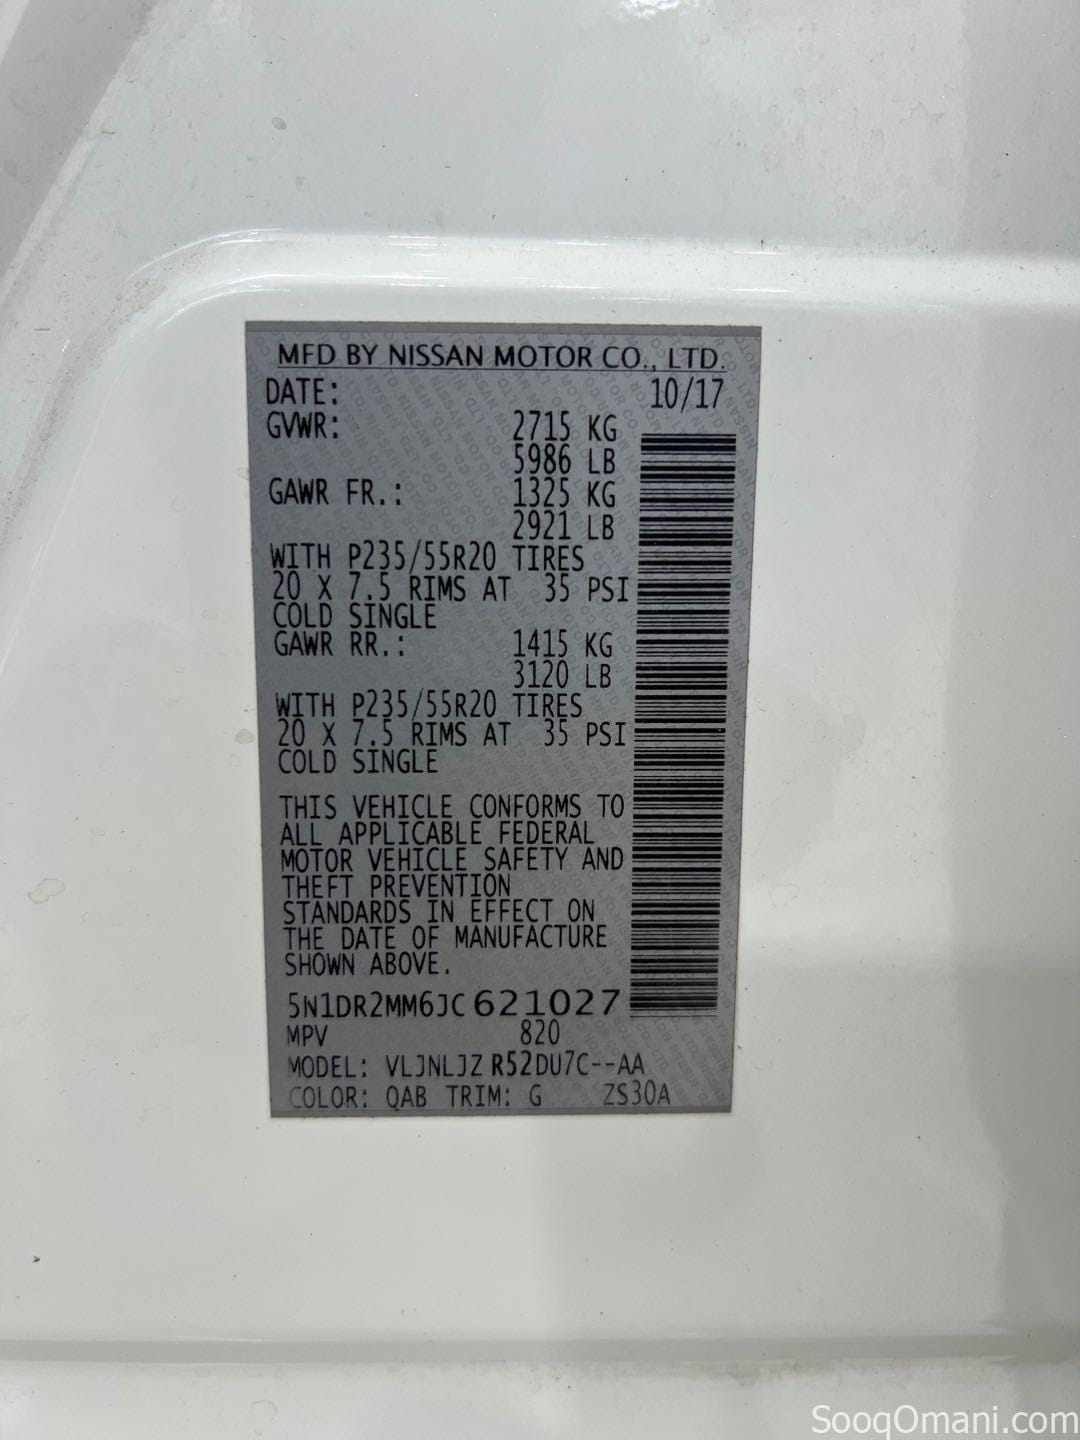 MFD BY NISSAN MOTOR CO., LTD.
DATE: 10/17
GVWR: 2715 KG
5986 LB
GAWR FR.: 1325 KG
2921 LB
WITH P235/55R20 TIRES
20 X 7.5 RIMS AT 35 PSI
COLD SINGLE
GAWR RR.: 1415 KG
3120 LB
WITH P235/55R20 TIRES
20 X 7.5 RIMS AT 35 PSI
COLD SINGLE
THIS VEHICLE CONFORMS TO
ALL APPLICABLE FEDERAL
MOTOR VEHICLE SAFETY AND
THEFT PREVENTION
STANDARDS IN EFFECT ON
THE DATE OF MANUFACTURE
SHOWN ABOVE.
5N1DR2MM6JC621027
MPV 820
MODEL: VLJNLJZ R52DU7C--AA
COLOR: QAB TRIM: G ZS30A
SooqOmani.com